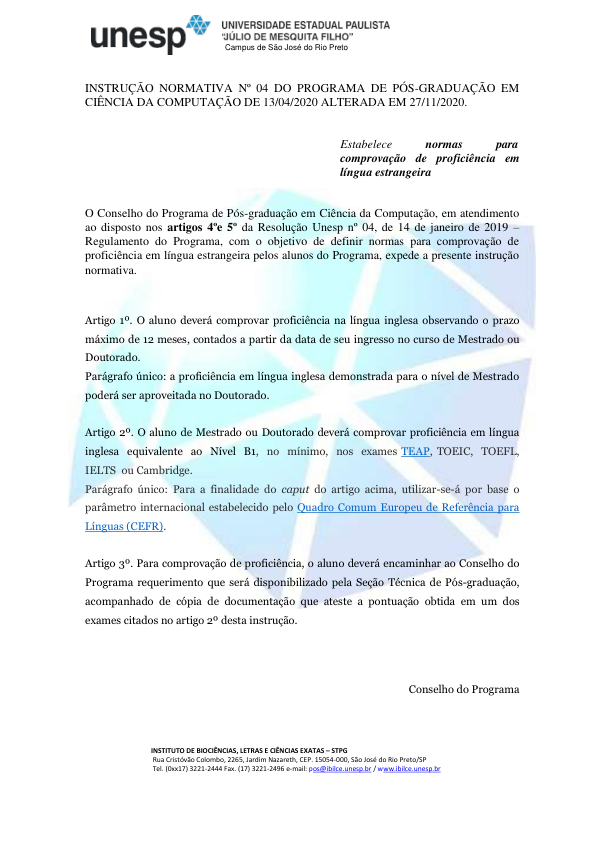 unesp
UNIVERSIDADE ESTADUAL PAULISTA
“JÚLIO DE MESQUITA FILHO”
Campus de São José do Rio Preto
INSTRUÇÃO NORMATIVA Nº 04 DO PROGRAMA DE PÓS-GRADUAÇÃO EM
CIÊNCIA DA COMPUTAÇÃO DE 13/04/2020 ALTERADA EM 27/11/2020.
Estabelece normas para
comprovação de proficiência em
língua estrangeira
O Conselho do Programa de Pós-graduação em Ciência da Computação, em atendimento
ao disposto nos artigos 4ºe 5º da Resolução Unesp nº 04, de 14 de janeiro de 2019 –
Regulamento do Programa, com o objetivo de definir normas para comprovação de
proficiência em língua estrangeira pelos alunos do Programa, expede a presente instrução
normativa.
Artigo 1º. O aluno deverá comprovar proficiência na língua inglesa observando o prazo
máximo de 12 meses, contados a partir da data de seu ingresso no curso de Mestrado ou
Doutorado.
Parágrafo único: a proficiência em língua inglesa demonstrada para o nível de Mestrado
poderá ser aproveitada no Doutorado.
Artigo 2º. O aluno de Mestrado ou Doutorado deverá comprovar proficiência em língua
inglesa equivalente ao Nível B1, no mínimo, nos exames TEAP, TOEIC, TOEFL,
IELTS ou Cambridge.
Parágrafo único: Para a finalidade do caput do artigo acima, utilizar-se-á por base o
parâmetro internacional estabelecido pelo Quadro Comum Europeu de Referência para
Línguas (CEFR).
Artigo 3º. Para comprovação de proficiência, o aluno deverá encaminhar ao Conselho do
Programa requerimento que será disponibilizado pela Seção Técnica de Pós-graduação,
acompanhado de cópia de documentação que ateste a pontuação obtida em um dos
exames citados no artigo 2º desta instrução.
Conselho do Programa
INSTITUTO DE BIOCIÊNCIAS, LETRAS E CIÊNCIAS EXATAS – STPG
Rua Cristóvão Colombo, 2265, Jardim Nazareth, CEP. 15054-000, São José do Rio Preto/SP
Tel. (0xx17) 3221-2444 Fax. (17) 3221-2496 e-mail: pos@ibilce.unesp.br / www.ibilce.unesp.br